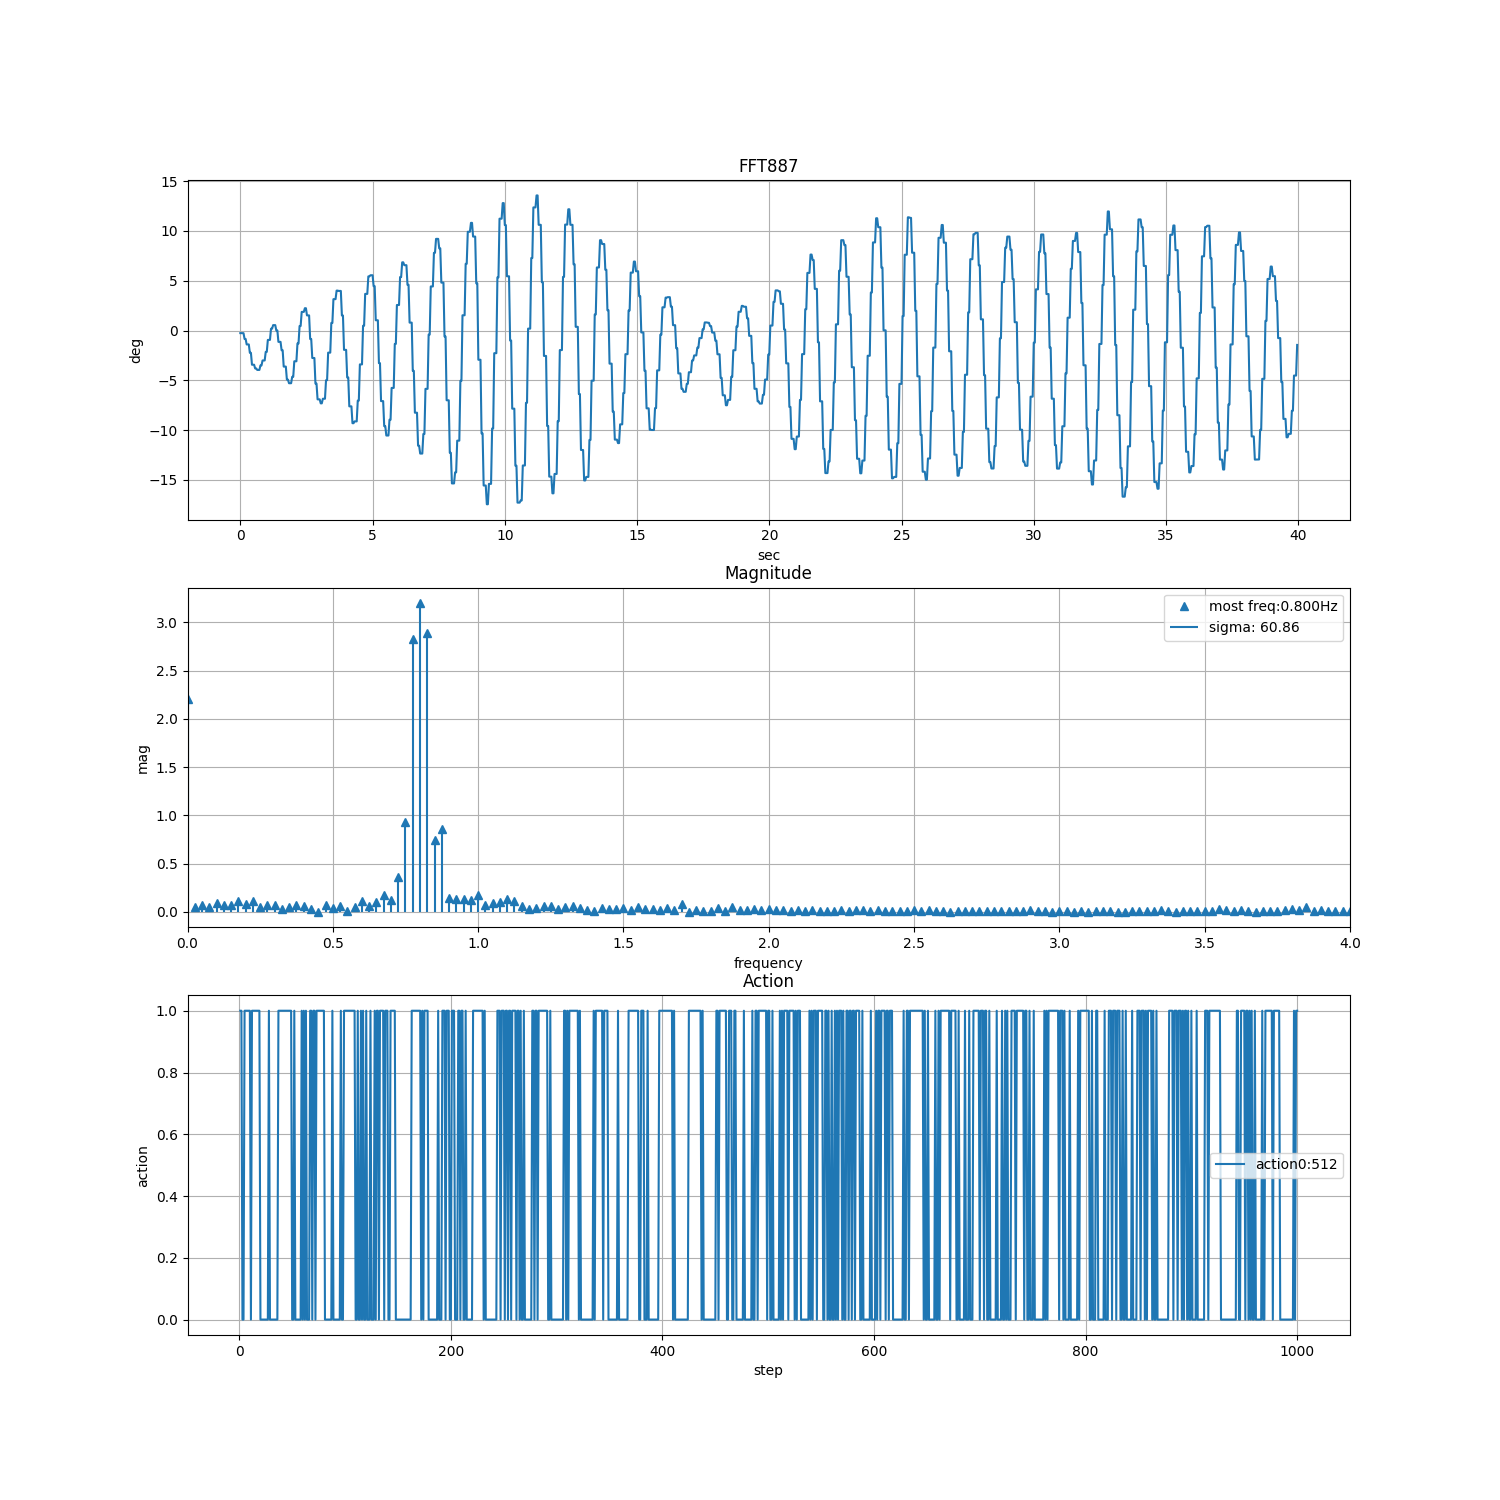 FFT887
15
10
5
0
−5
−10
−15
deg
0 5 10 15 20 25 30 35 40
sec
Magnitude
3.0
2.5
2.0
1.5
1.0
0.5
0.0
mag
most freq:0.800Hz
sigma: 60.86
0.0 0.5 1.0 1.5 2.0 2.5 3.0 3.5 4.0
frequency
Action
1.0
0.8
0.6
0.4
0.2
0.0
action
action0:512
0 200 400 600 800 1000
step